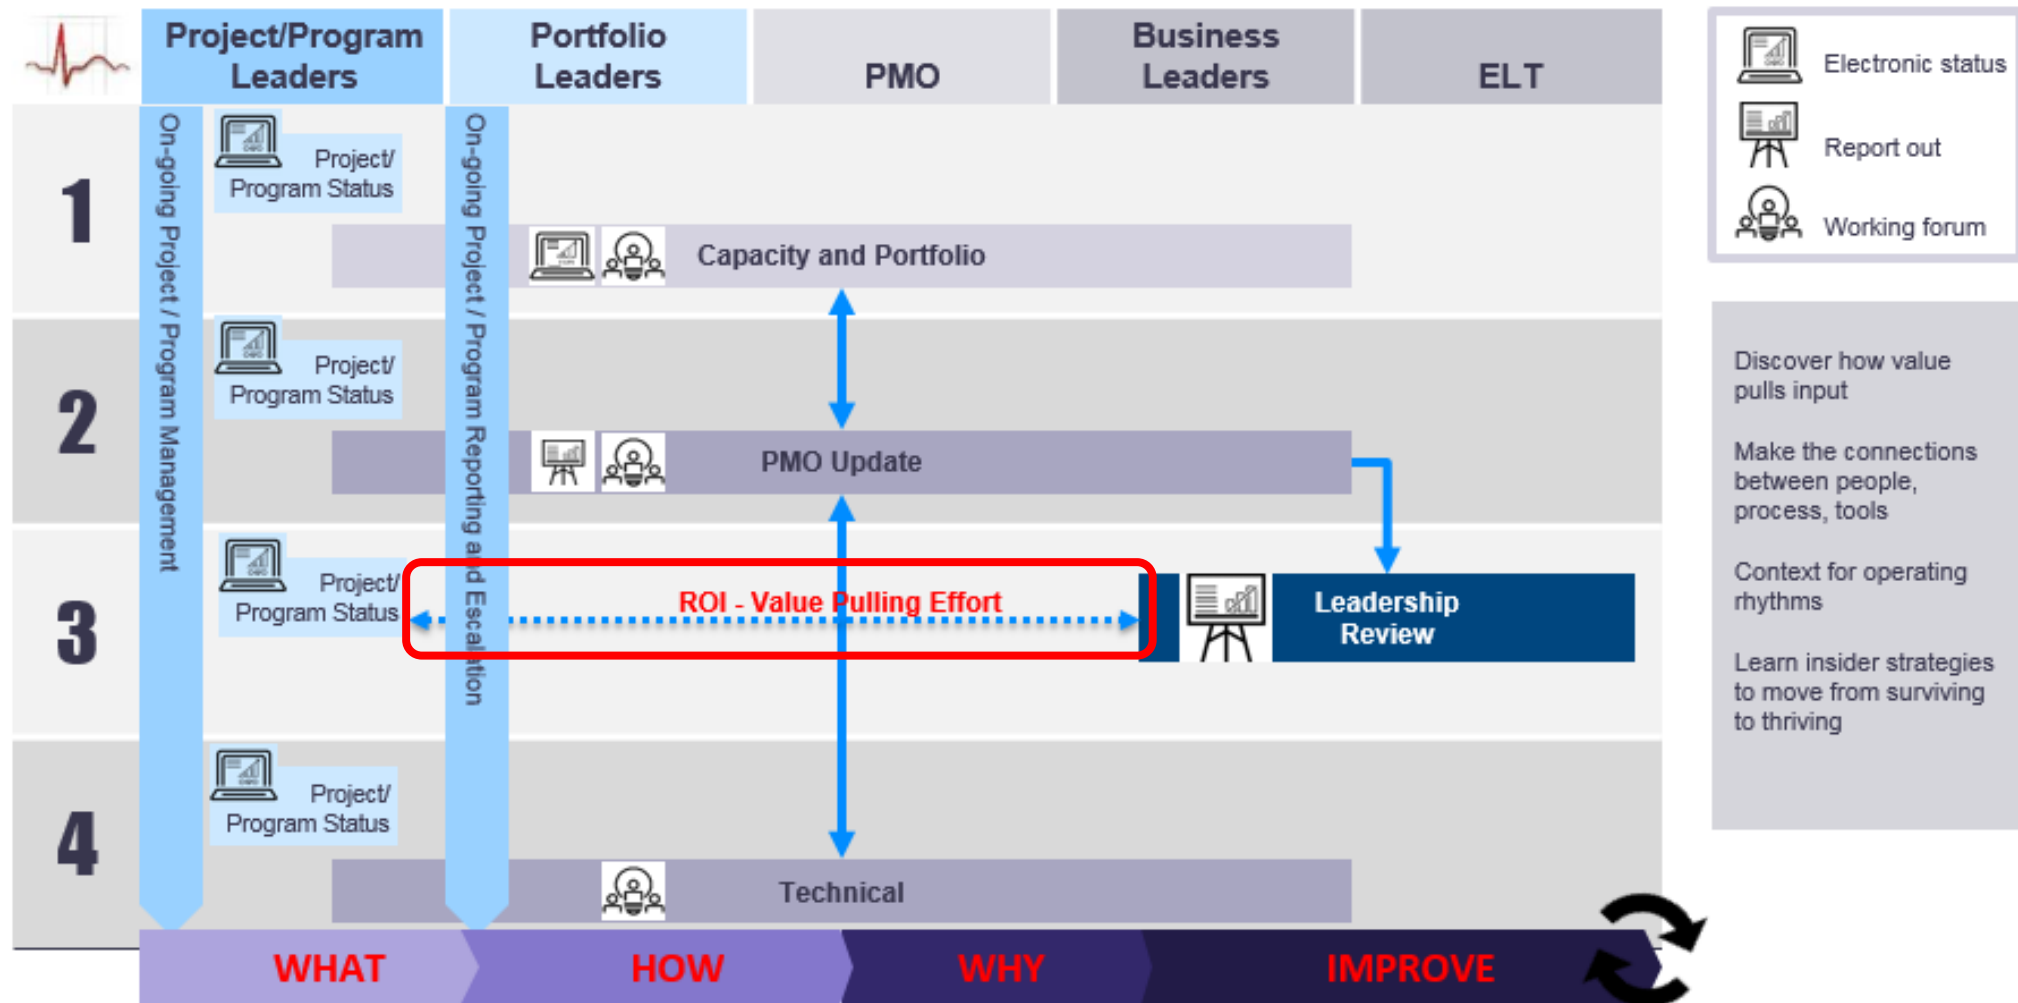 Project/Program
Leaders
Portfolio
Leaders
PMO
Business
Leaders
ELT
Electronic status
Report out
Working forum
On-going Project / Program Management
On-going Project / Program Reporting and Escalation
1
Project/
Program Status
Capacity and Portfolio
2
Project/
Program Status
PMO Update
3
Project/
Program Status
ROI - Value Pulling Effort
Leadership
Review
4
Project/
Program Status
Technical
WHAT
HOW
WHY
IMPROVE
Discover how value
pulls input
Make the connections
between people,
process, tools
Context for operating
rhythms
Learn insider strategies
to move from surviving
to thriving